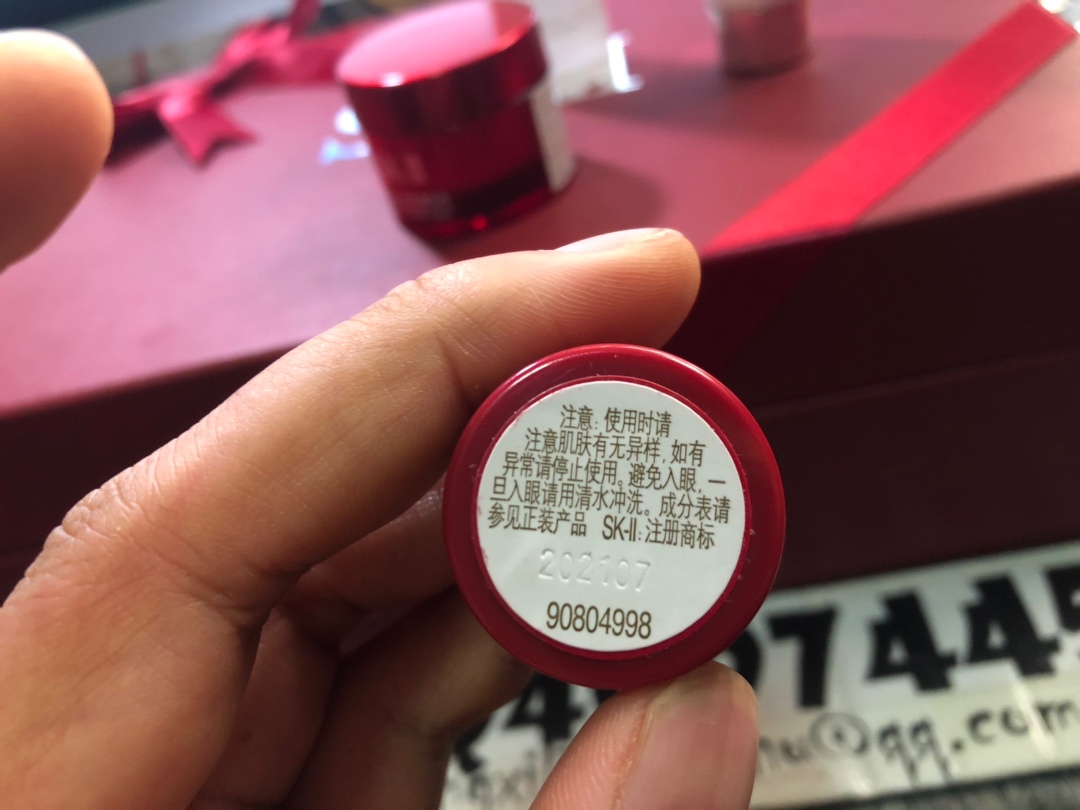 注意: 使用时请
注意肌肤有无异样, 如有
异常请停止使用。避免入眼, 一
旦入眼请用清水冲洗。成分表请
参见正装产品 SK-II: 注册商标
202107
90804998
@qq.com